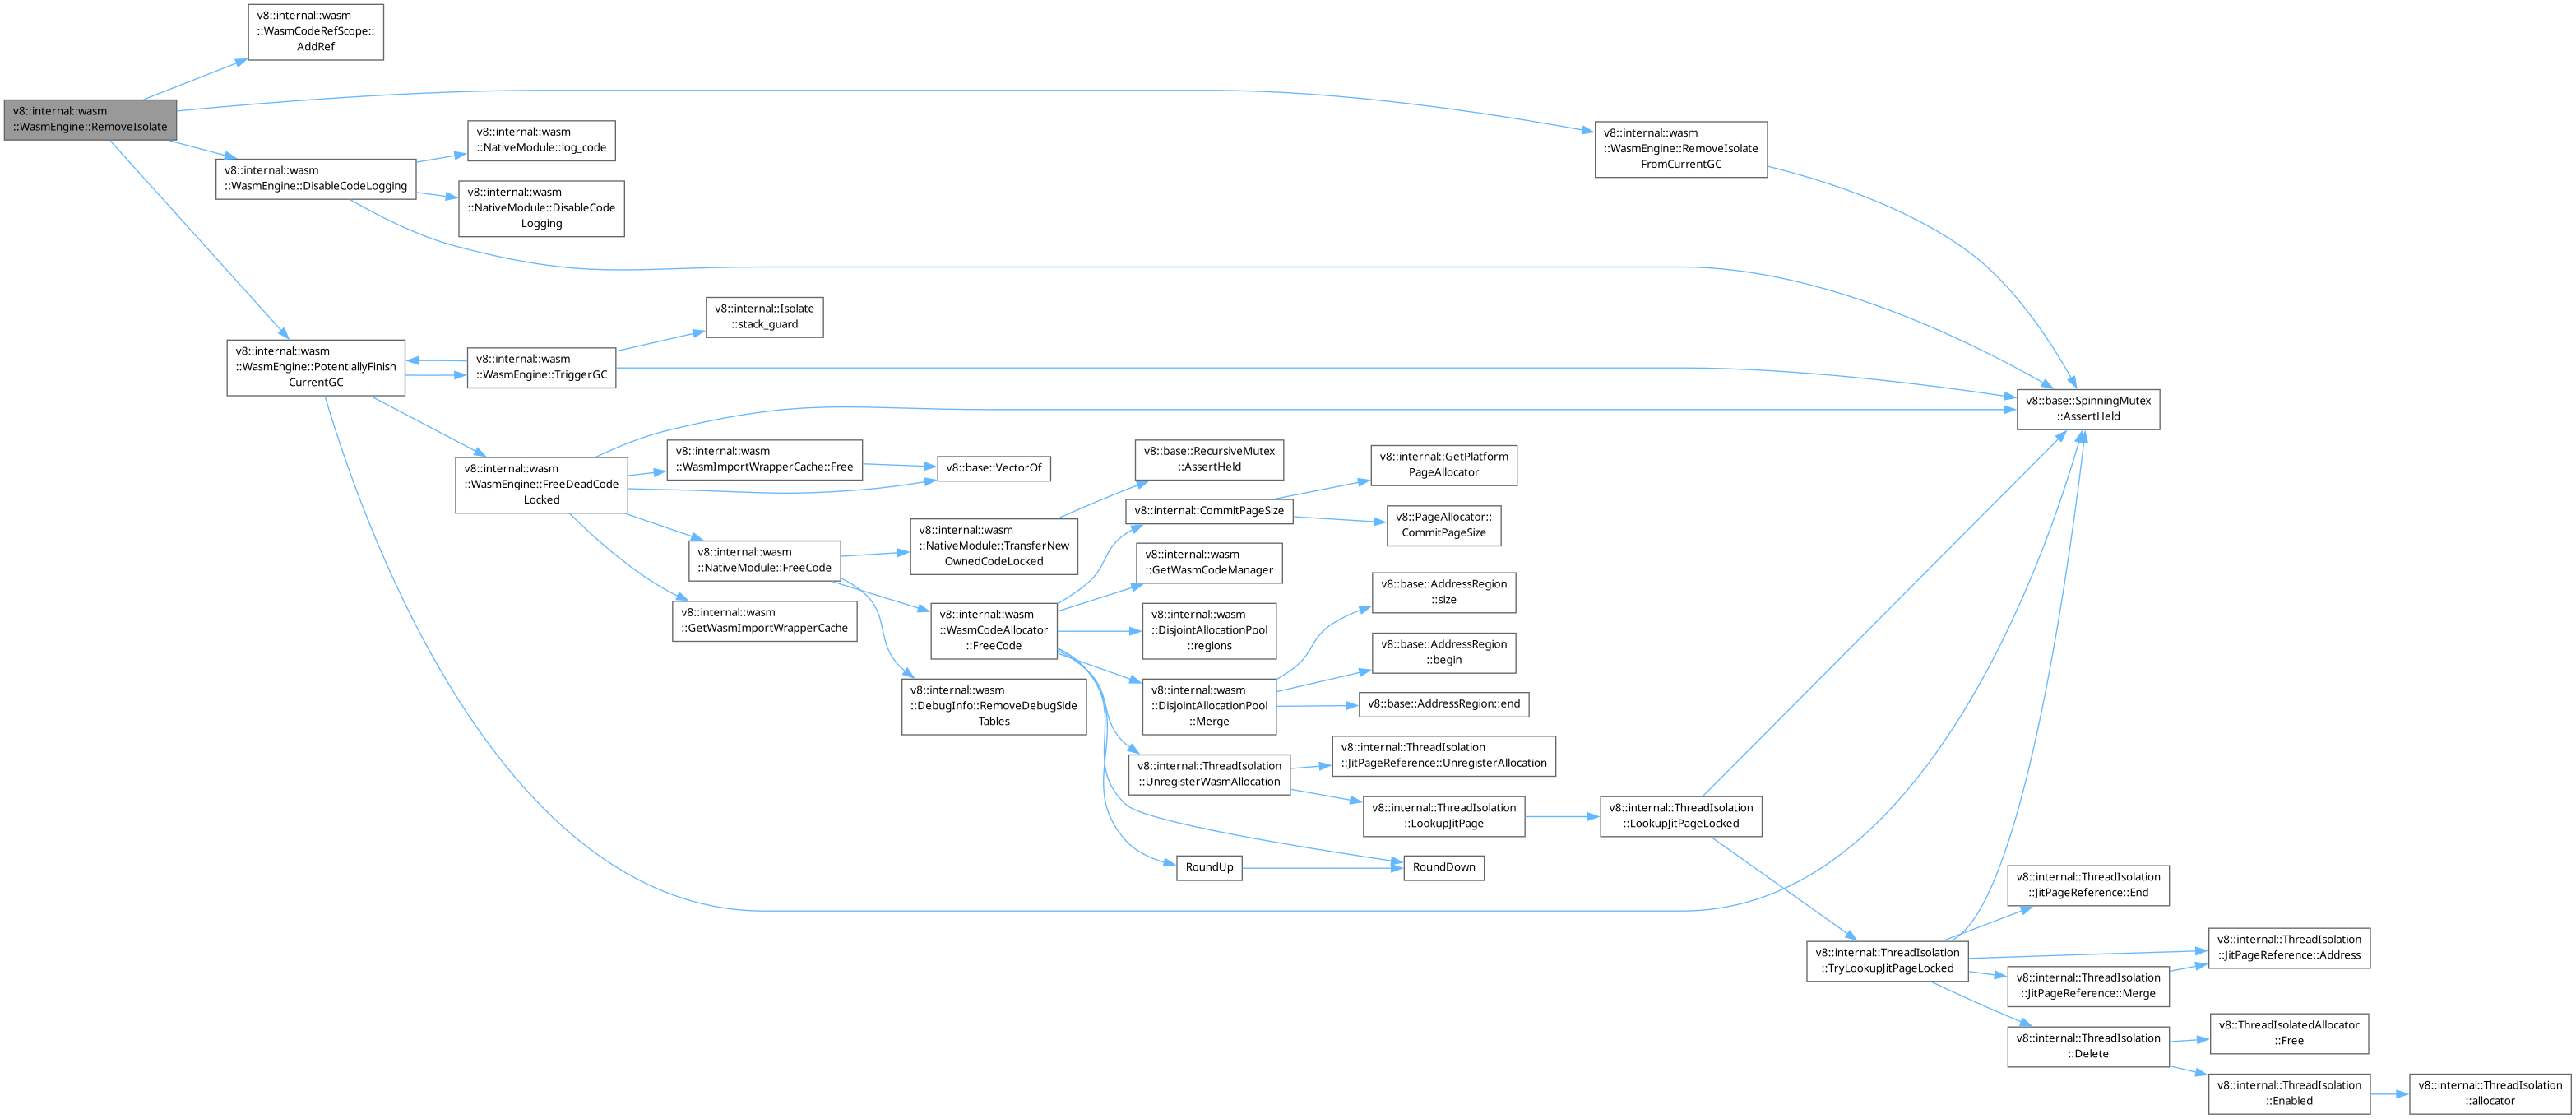 v8::internal::wasm
::WasmCodeRefScope::
AddRef
v8::internal::wasm
::WasmEngine::RemoveIsolate
v8::internal::wasm
::NativeModule::log_code
v8::internal::wasm
::WasmEngine::RemoveIsolate
FromCurrentGC
v8::internal::wasm
::WasmEngine::DisableCodeLogging
v8::internal::wasm
::NativeModule::DisableCode
Logging
v8::internal::Isolate
::stack_guard
v8::internal::wasm
::WasmEngine::PotentiallyFinish
CurrentGC
v8::internal::wasm
::WasmEngine::TriggerGC
v8::base::SpinningMutex
::AssertHeld
v8::internal::wasm
::WasmEngine::FreeDeadCode
Locked
v8::internal::wasm
::WasmImportWrapperCache::Free
v8::base::VectorOf
v8::base::RecursiveMutex
::AssertHeld
v8::internal::GetPlatform
PageAllocator
v8::internal::CommitPageSize
v8::PageAllocator::
CommitPageSize
v8::internal::wasm
::NativeModule::TransferNew
OwnedCodeLocked
v8::internal::wasm
::NativeModule::FreeCode
v8::internal::wasm
::GetWasmCodeManager
v8::internal::wasm
::GetWasmImportWrapperCache
v8::internal::wasm
::WasmCodeAllocator
::FreeCode
v8::internal::wasm
::DisjointAllocationPool
::regions
v8::base::AddressRegion
::size
v8::base::AddressRegion
::begin
v8::internal::wasm
::DebugInfo::RemoveDebugSide
Tables
v8::internal::wasm
::DisjointAllocationPool
::Merge
v8::base::AddressRegion::end
v8::internal::ThreadIsolation
::UnregisterWasmAllocation
v8::internal::ThreadIsolation
::JitPageReference::UnregisterAllocation
v8::internal::ThreadIsolation
::LookupJitPage
v8::internal::ThreadIsolation
::LookupJitPageLocked
RoundUp
RoundDown
v8::internal::ThreadIsolation
::JitPageReference::End
v8::internal::ThreadIsolation
::TryLookupJitPageLocked
v8::internal::ThreadIsolation
::JitPageReference::Address
v8::internal::ThreadIsolation
::JitPageReference::Merge
v8::internal::ThreadIsolation
::Delete
v8::ThreadIsolatedAllocator
::Free
v8::internal::ThreadIsolation
::Enabled
v8::internal::ThreadIsolation
::allocator